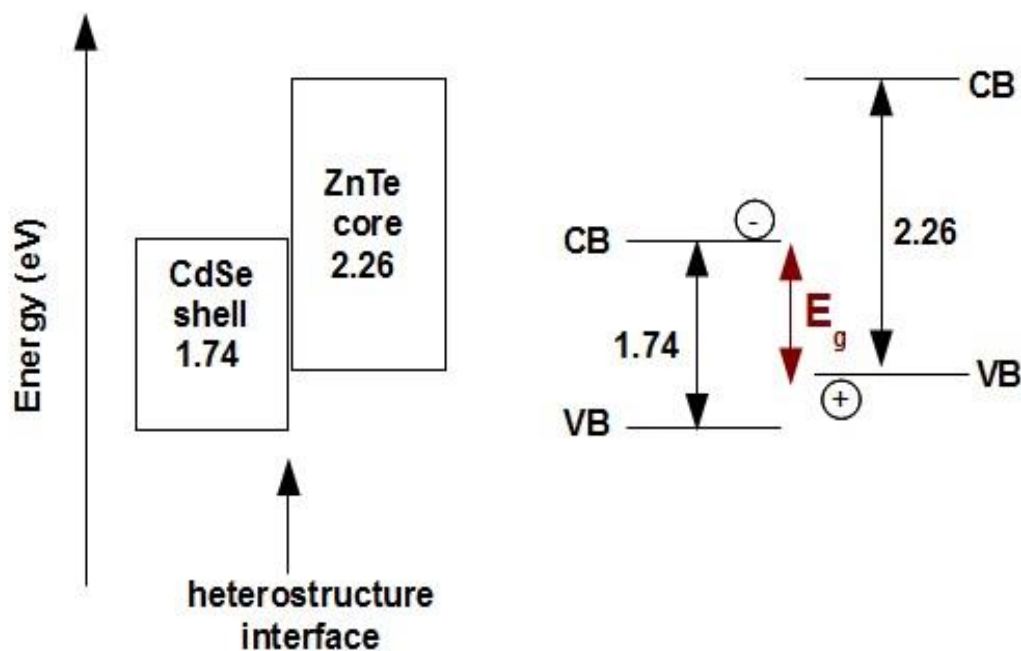 Energy (eV)
CdSe
shell
1.74
ZnTe
core
2.26
heterostructure
interface
CB
CB
-
2.26
1.74
Eg
VB
+
VB